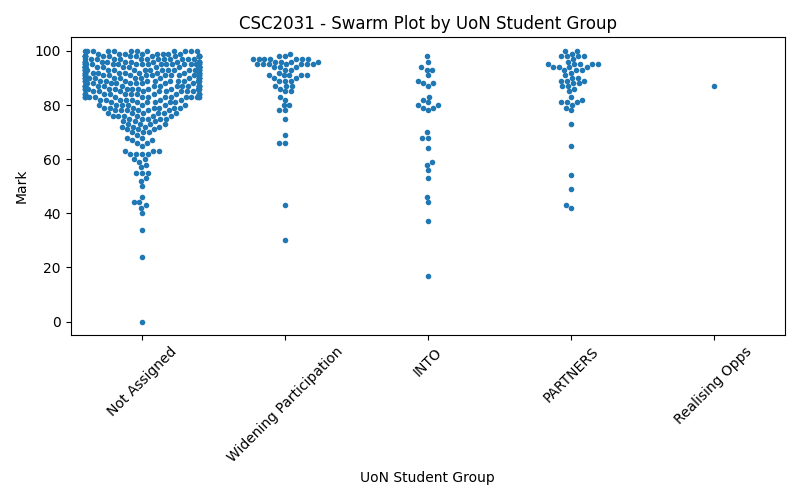 CSC2031 - Swarm Plot by UoN Student Group
100
80
60
40
20
0
Mark
Not Assigned
Widening Participation
INTO
PARTNERS
Realising Opps
UoN Student Group